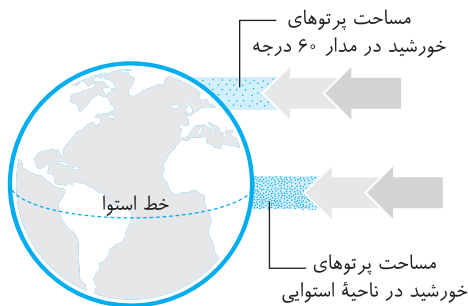 مساحت پرتوهای
خورشید در مدار ۶۰ درجه
خط استوا
مساحت پرتوهای
خورشید در ناحیهٔ استوایی